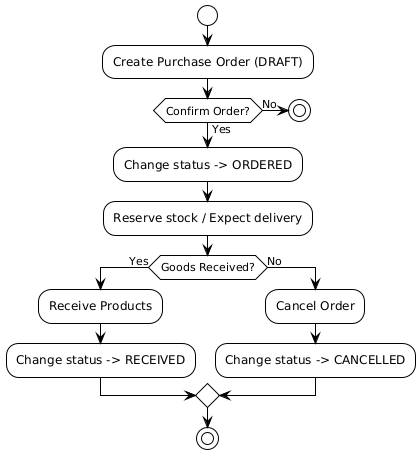 Create Purchase Order (DRAFT)
Confirm Order?
No
Yes
Change status -> ORDERED
Reserve stock / Expect delivery
Yes
Goods Received?
No
Receive Products
Cancel Order
Change status -> RECEIVED
Change status -> CANCELLED